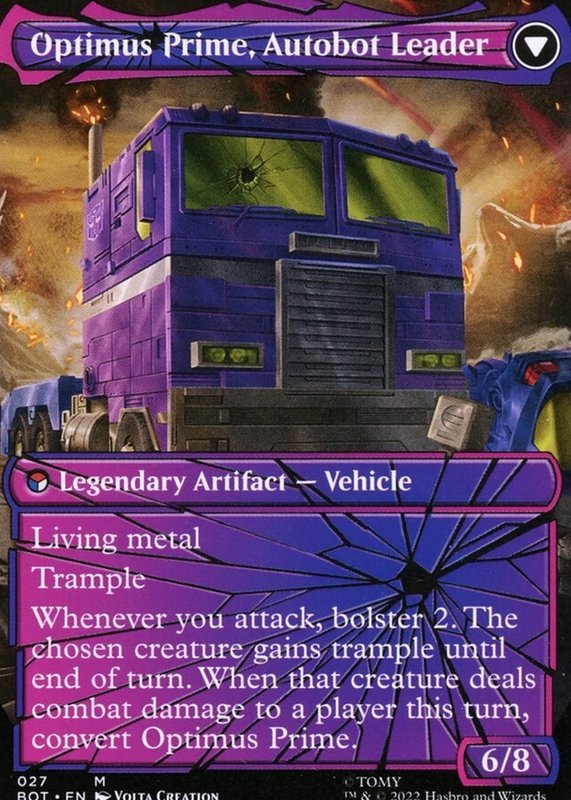 Optimus Prime, Autobot Leader
Legendary Artifact — Vehicle
Living metal
Trample
Whenever you attack, bolster 2. The
chosen creature gains trample until
end of turn. When that creature deals
combat damage to a player this turn,
convert Optimus Prime.
6/8
027 M
BOT • EN Volta Creation
© TOMY
™ & © 2022 Hasbro and Wizards